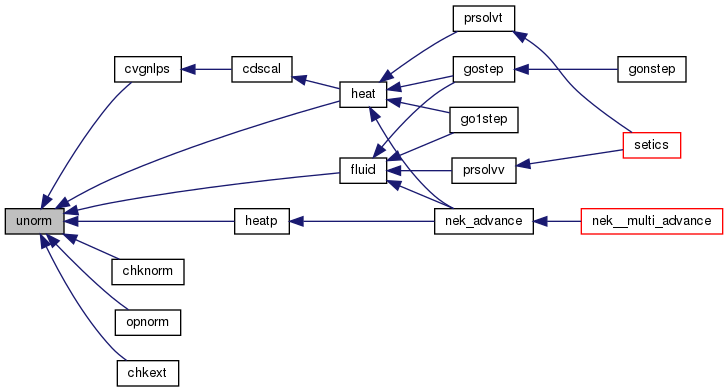 prsolvt
cvgnlps
cdscal
gostep
gonstep
heat
go1step
setics
fluid
prsolvv
unorm
heatp
nek_advance
nek__multi_advance
chknorm
opnorm
chkext